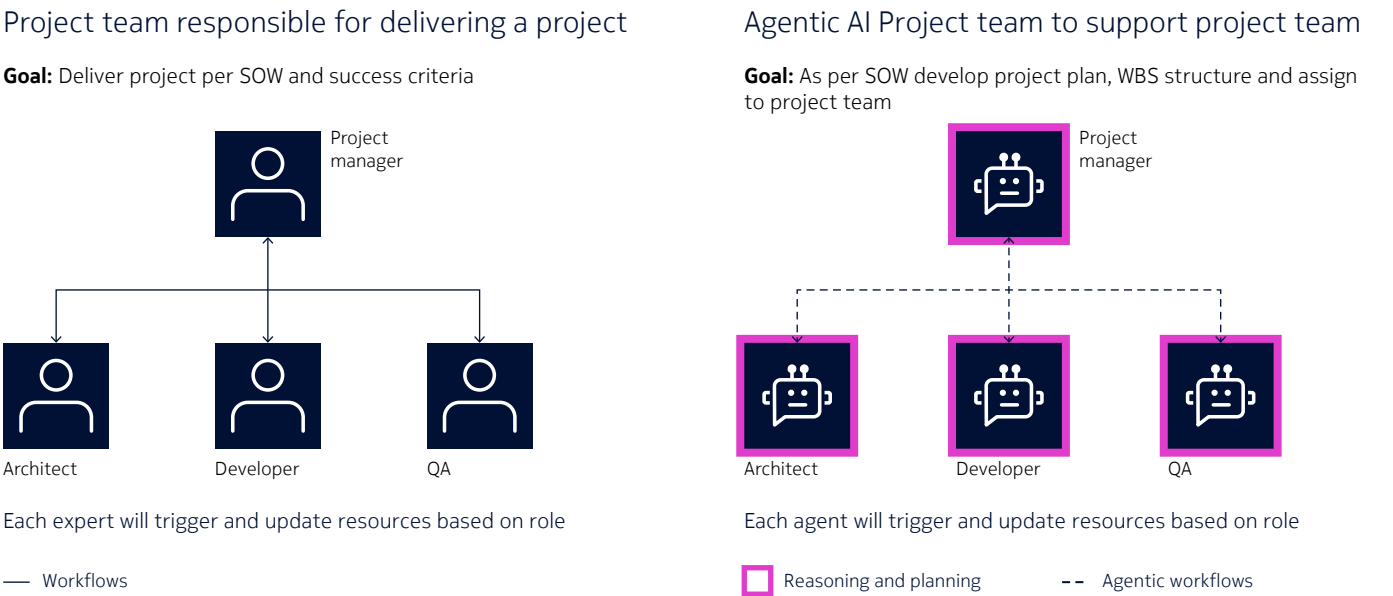 Project team responsible for delivering a project
Goal: Deliver project per SOW and success criteria
Project
manager
Architect
Developer
QA
Each expert will trigger and update resources based on role
Workflows
Agentic AI Project team to support project team
Goal: As per SOW develop project plan, WBS structure and assign
to project team
Project
manager
Architect
Developer
QA
Each agent will trigger and update resources based on role
Reasoning and planning
Agentic workflows